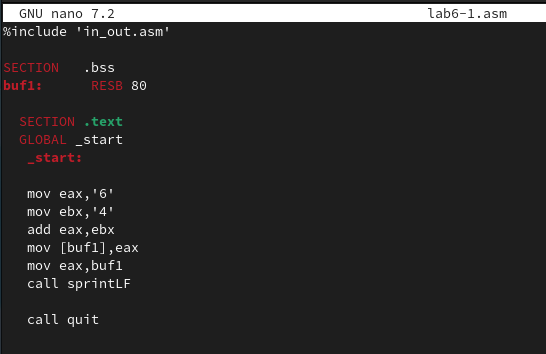 GNU nano 7.2 lab6-1.asm
%include 'in_out.asm'
SECTION .bss
buf1: RESB 80
SECTION .text
GLOBAL _start
_start:
mov eax,'6'
mov ebx,'4'
add eax,ebx
mov [buf1],eax
mov eax,buf1
call sprintLF
call quit